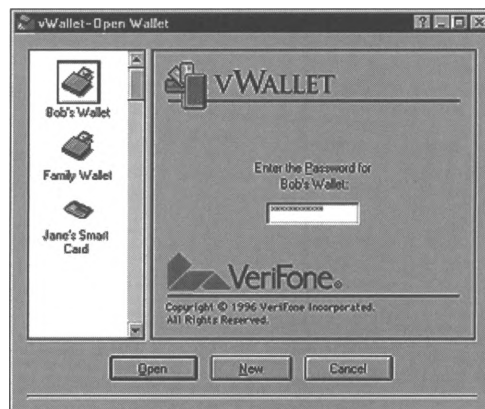 vWallet-Open Wallet
Bob's Wallet
Family Wallet
Jane's Smart
Card
VWALLET
Enter the Password for
Bob's Wallet:
************
VeriFone®
Copyright © 1996 VeriFone Incorporated.
All Rights Reserved.
Open
New
Cancel